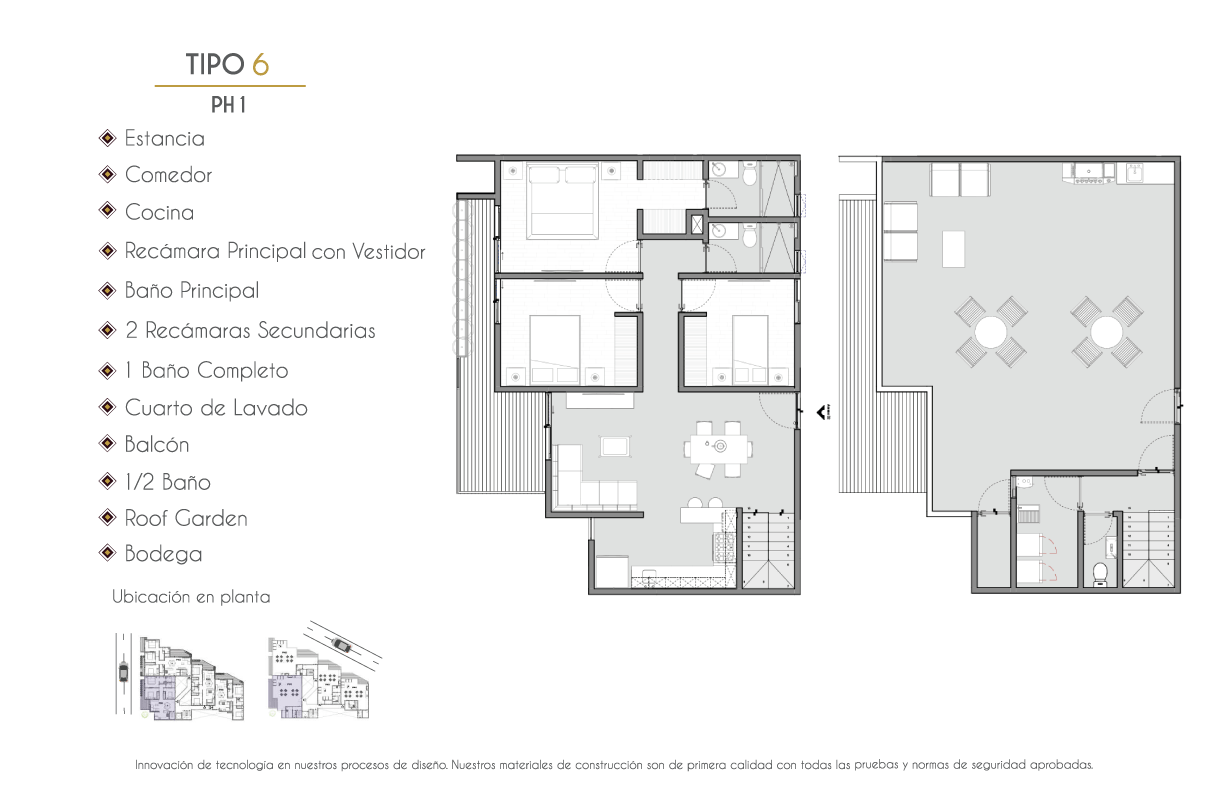 TIPO 6
PH 1
Estancia
Comedor
Cocina
Recámara Principal con Vestidor
Baño Principal
2 Recámaras Secundarias
1 Baño Completo
Cuarto de Lavado
Balcón
1/2 Baño
Roof Garden
Bodega
Ubicación en planta
Innovación de tecnología en nuestros procesos de diseño. Nuestros materiales de construcción son de primera calidad con todas las pruebas y normas de seguridad aprobadas.